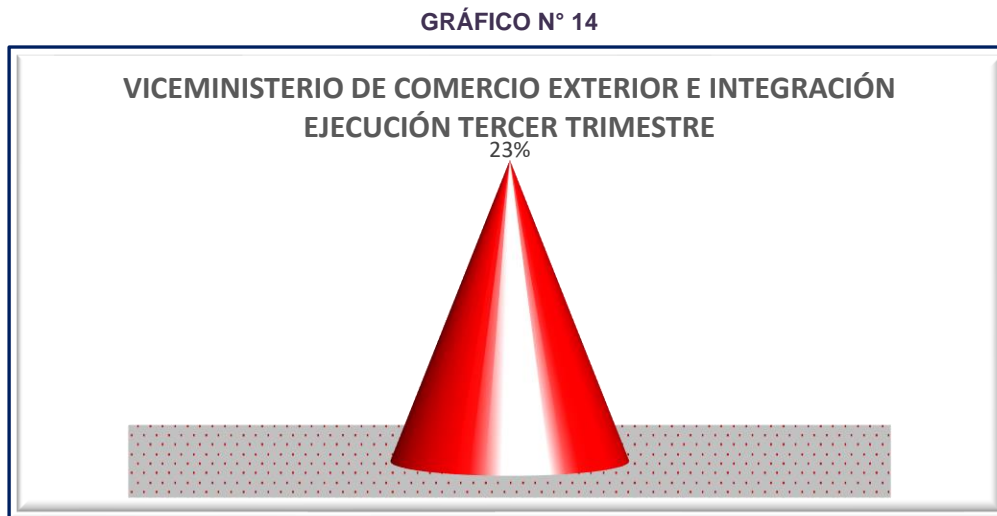 GRÁFICO N° 14
VICEMINISTERIO DE COMERCIO EXTERIOR E INTEGRACIÓN
EJECUCIÓN TERCER TRIMESTRE
23%